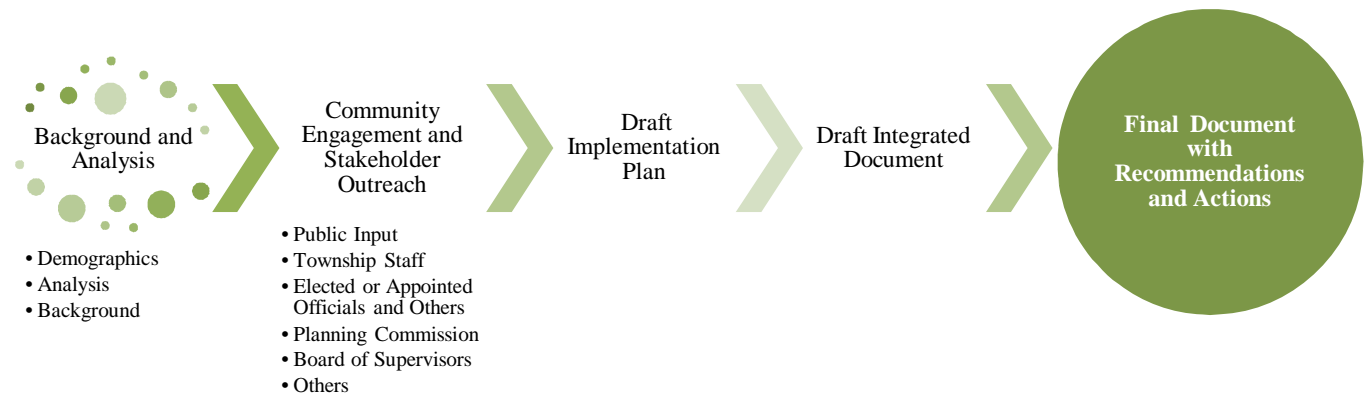 Background and
Analysis
• Demographics
• Analysis
• Background
Community
Engagement and
Stakeholder
Outreach
• Public Input
• Township Staff
• Elected or Appointed
Officials and Others
• Planning Commission
• Board of Supervisors
• Others
Draft
Implementation
Plan
Draft Integrated
Document
Final Document
with
Recommendations
and Actions